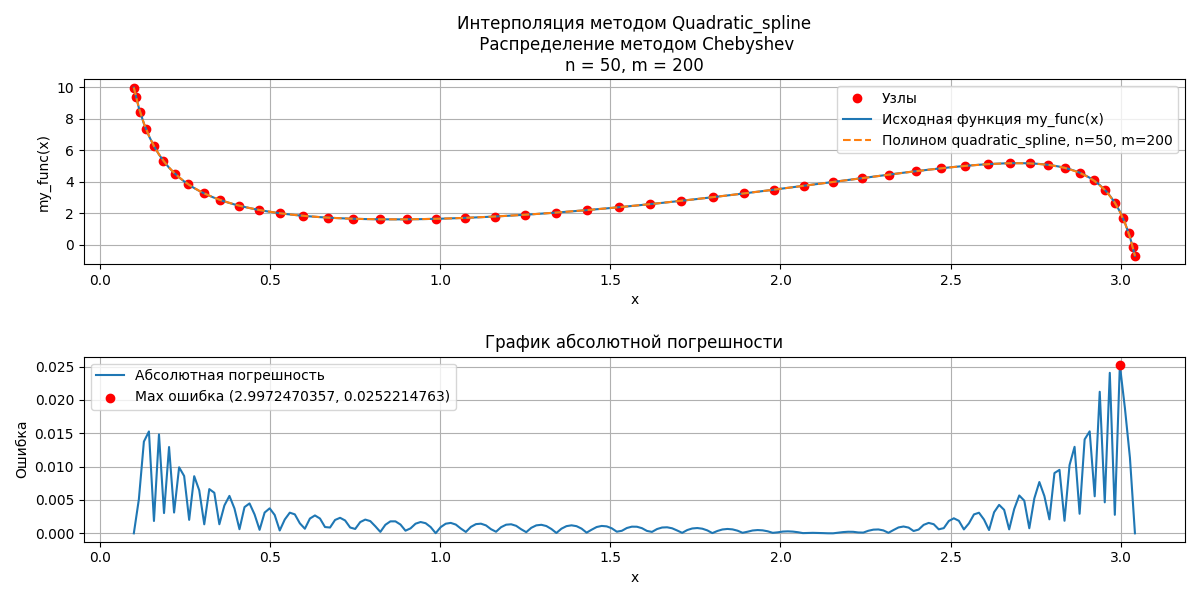 Интерполяция методом Quadratic_spline
Распределение методом Chebyshev
n = 50, m = 200
10
8
6
4
2
0
my_func(x)
Узлы
Исходная функция my_func(x)
Полином quadratic_spline, n=50, m=200
0.0 0.5 1.0 1.5 2.0 2.5 3.0
x
График абсолютной погрешности
0.025
0.020
0.015
0.010
0.005
0.000
Ошибка
Абсолютная погрешность
Max ошибка (2.9972470357, 0.0252214763)
0.0 0.5 1.0 1.5 2.0 2.5 3.0
x